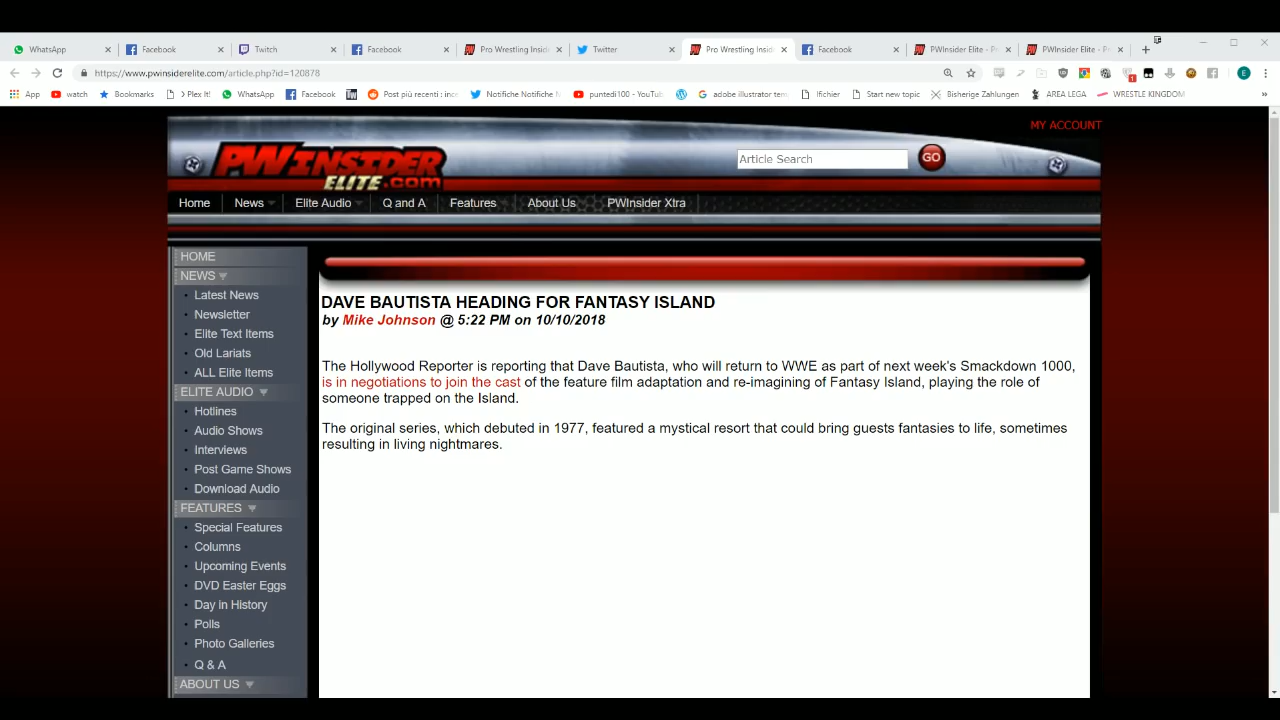 WhatsApp
Facebook
Twitch
Facebook
Pro Wrestling Insid
Twitter
Pro Wrestling Insid
Facebook
PWInsider Elite - P
PWInsider Elite - P
https://www.pwinsiderelite.com/article.php?id=120878
App
watch
Bookmarks
> Plex It!
WhatsApp
Facebook
Post più recenti : ince
Notifiche Notifiche N
puntedi100 - YouTub
adobe illustrator tem
Ifichier
Start new topic
Bisherige Zahlungen
AREA LEGA
WRESTLE KINGDOM
MY ACCOUNT
PWINSIDER
ELITE.com
Article Search
GO
Home
News
Elite Audio
Q and A
Features
About Us
PWInsider Xtra
HOME
NEWS
Latest News
Newsletter
Elite Text Items
Old Lariats
ALL Elite Items
ELITE AUDIO
Hotlines
Audio Shows
Interviews
Post Game Shows
Download Audio
FEATURES
Special Features
Columns
Upcoming Events
DVD Easter Eggs
Day in History
Polls
Photo Galleries
Q & A
ABOUT US
DAVE BAUTISTA HEADING FOR FANTASY ISLAND
by Mike Johnson @ 5:22 PM on 10/10/2018
The Hollywood Reporter is reporting that Dave Bautista, who will return to WWE as part of next week's Smackdown 1000,
is in negotiations to join the cast of the feature film adaptation and re-imagining of Fantasy Island, playing the role of
someone trapped on the Island.
The original series, which debuted in 1977, featured a mystical resort that could bring guests fantasies to life, sometimes
resulting in living nightmares.